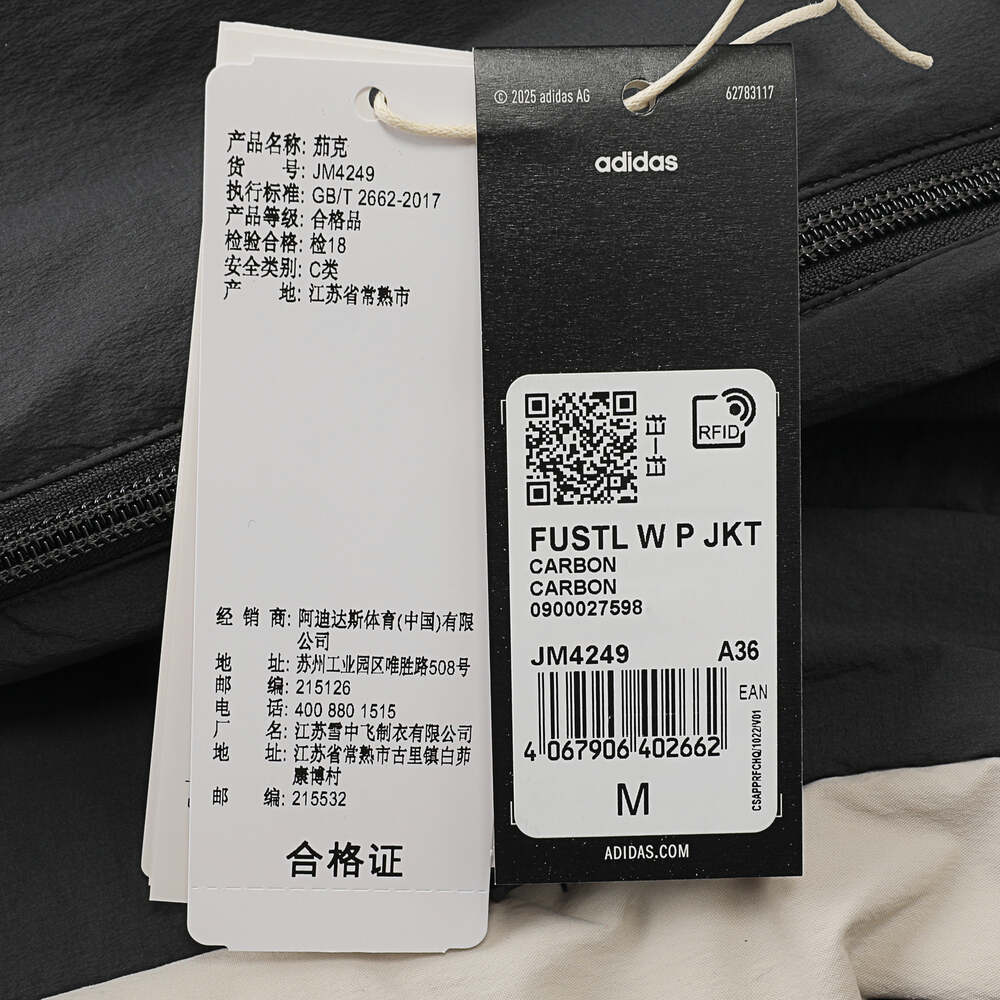 产品名称: 茄克
货 号: JM4249
执行标准: GB/T 2662-2017
产品等级: 合格品
检验合格: 检18
安全类别: C类
产 地: 江苏省常熟市
经 销 商: 阿迪达斯体育(中国)有限
公司
地 址: 苏州工业园区唯胜路508号
邮 编: 215126
电 话: 400 880 1515
厂 名: 江苏雪中飞制衣有限公司
地 址: 江苏省常熟市古里镇白茆
康博村
邮 编: 215532
合格证
© 2025 adidas AG
62783117
adidas
扫一扫
RFID
FUSTL W P JKT
CARBON
CARBON
0900027598
JM4249 A36
EAN
4 067906 402662
M
CSAPPRFCHQ/1022/V01
ADIDAS.COM